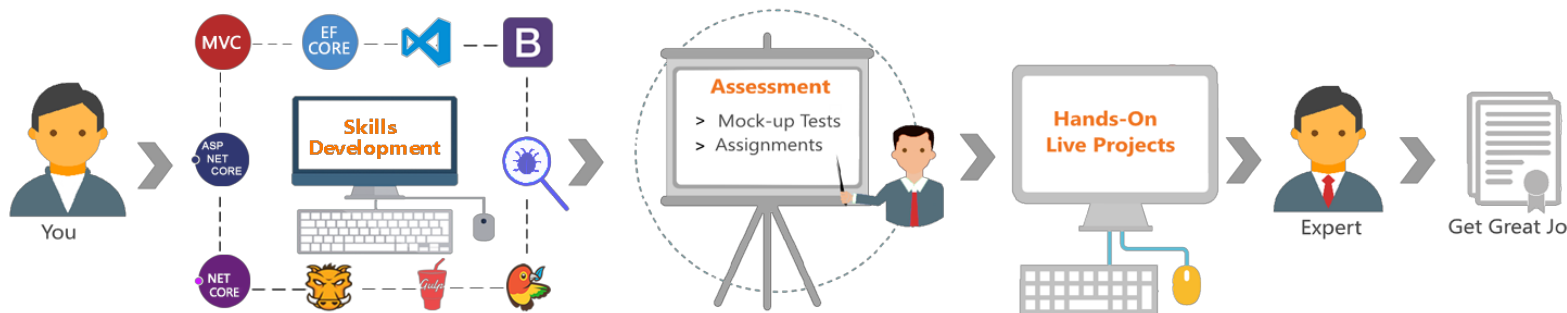 You
MVC
EF
CORE
B
ASP
NET
CORE
Skills
Development
NET
CORE
Gulp
Assessment
> Mock-up Tests
> Assignments
Hands-On
Live Projects
Expert
Get Great Jo